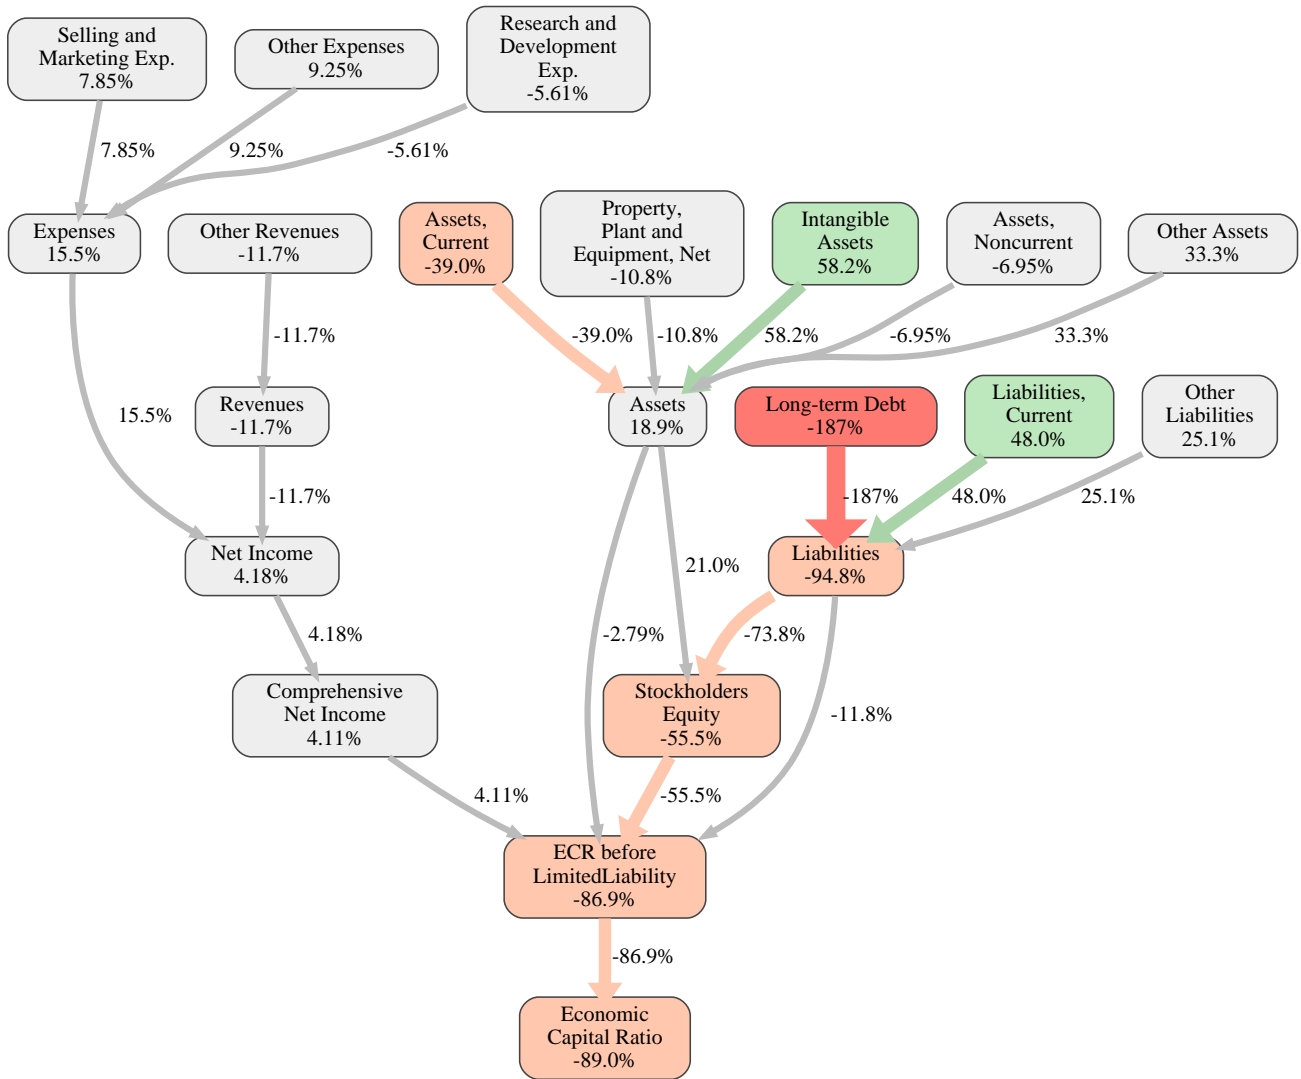 Selling and
Marketing Exp.
7.85%
Other Expenses
9.25%
Research and
Development
Exp.
-5.61%
7.85%
9.25%
-5.61%
Expenses
15.5%
Other Revenues
-11.7%
Assets,
Current
-39.0%
Property,
Plant and
Equipment, Net
-10.8%
Intangible
Assets
58.2%
Assets,
Noncurrent
-6.95%
Other Assets
33.3%
-11.7%
-39.0%
-10.8%
58.2%
-6.95%
33.3%
15.5%
Revenues
-11.7%
Assets
18.9%
Long-term Debt
-187%
Liabilities,
Current
48.0%
Other
Liabilities
25.1%
-11.7%
-187%
48.0%
25.1%
Net Income
4.18%
21.0%
Liabilities
-94.8%
4.18%
-2.79%
-73.8%
Comprehensive
Net Income
4.11%
Stockholders
Equity
-55.5%
-11.8%
4.11%
-55.5%
ECR before
LimitedLiability
-86.9%
-86.9%
Economic
Capital Ratio
-89.0%